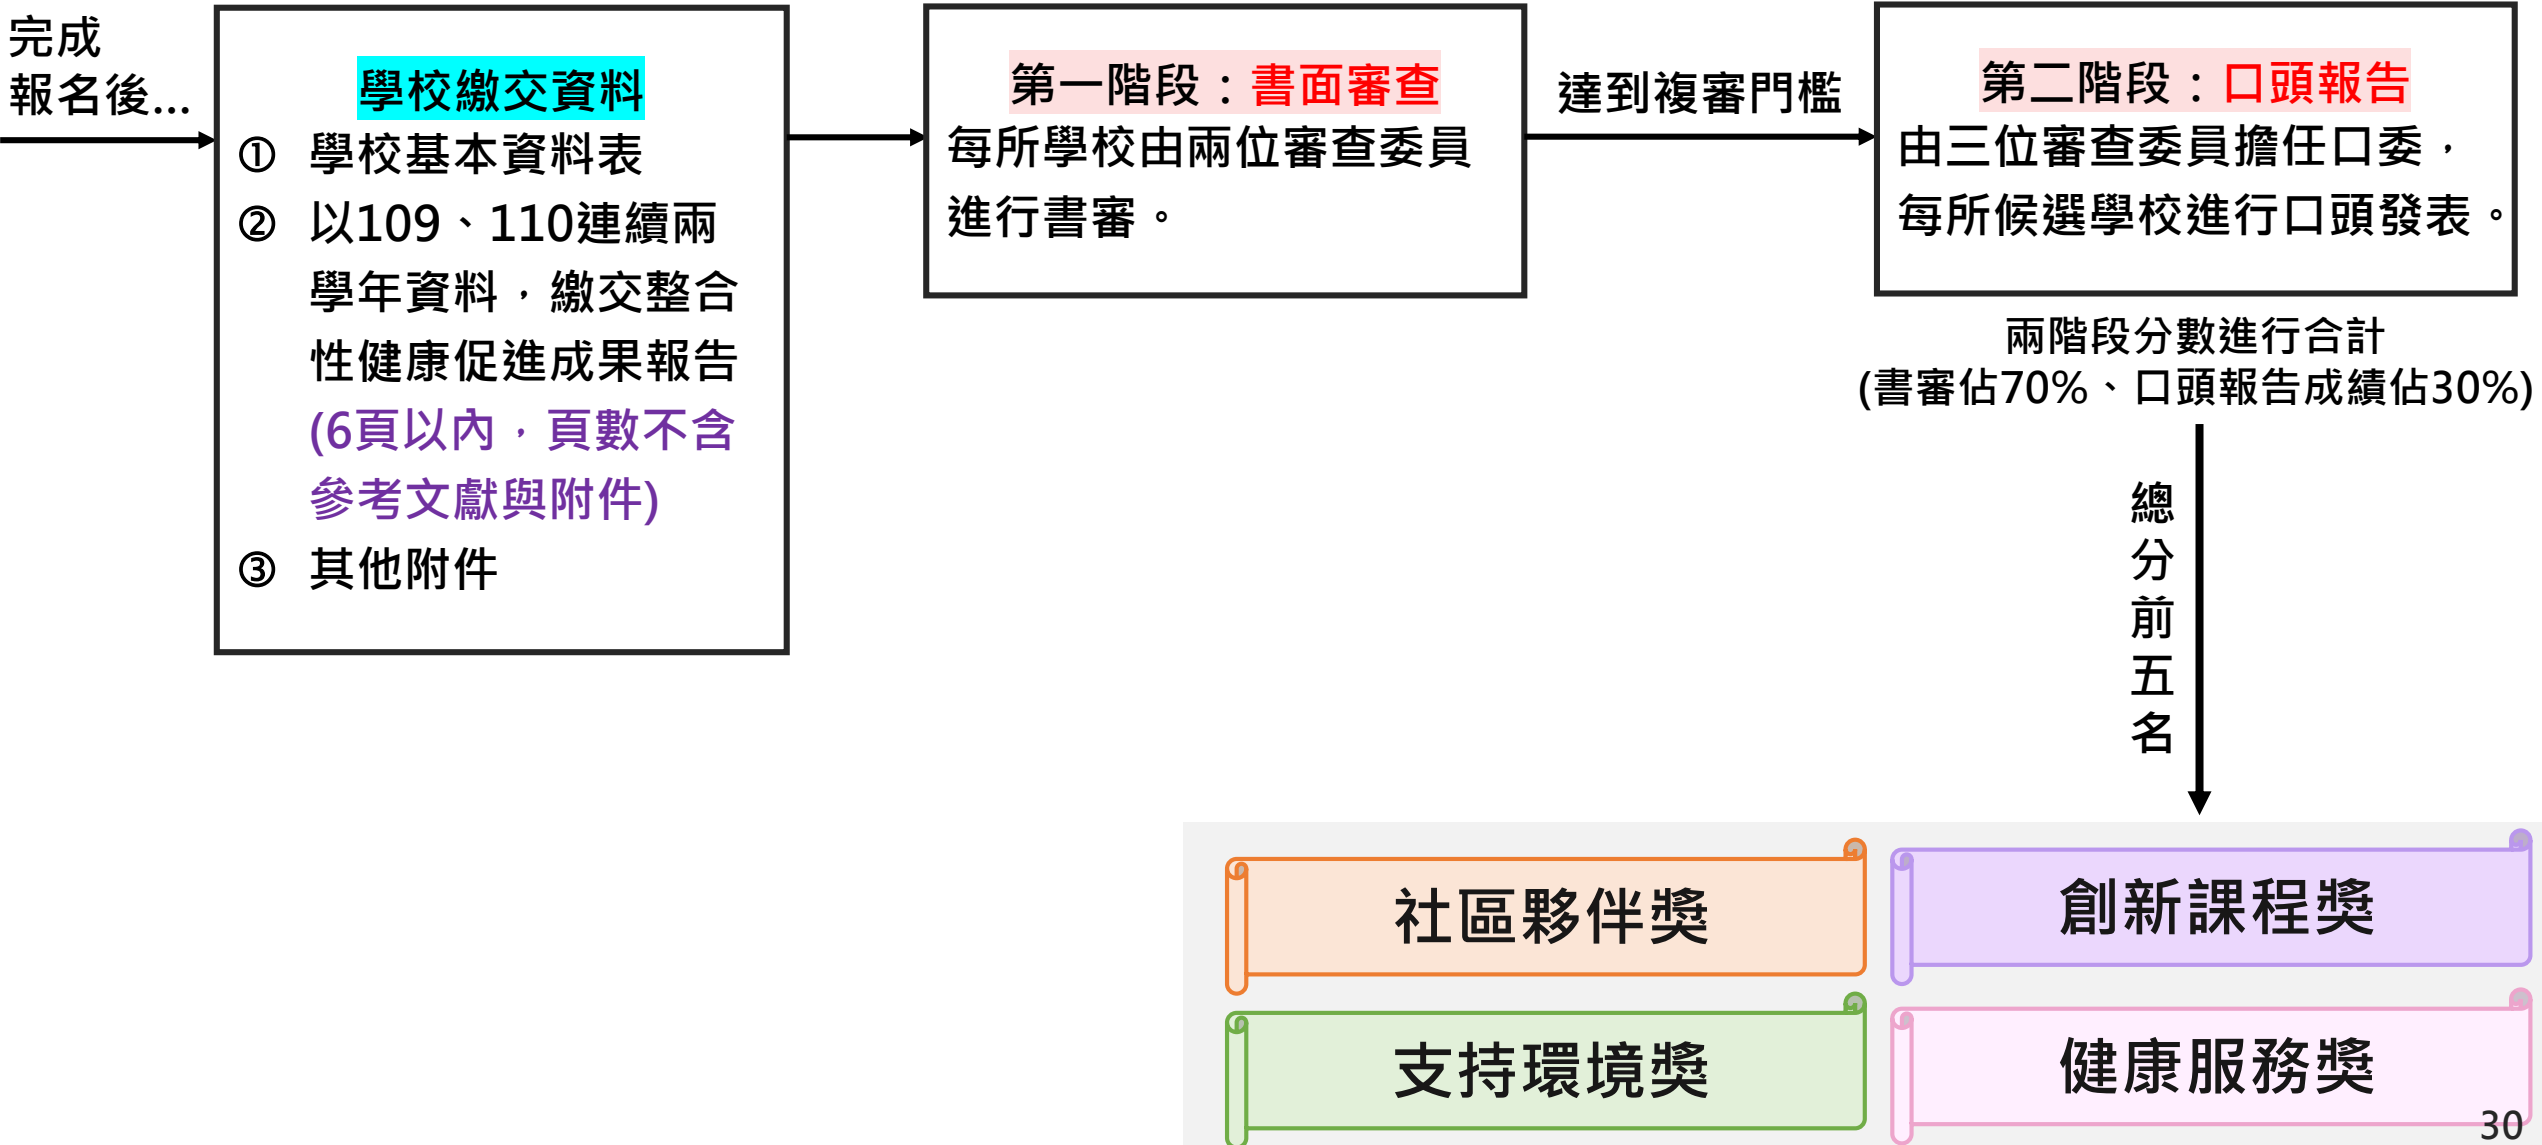 完成
報名後...
學校繳交資料
① 學校基本資料表
② 以109、110連續兩
學年資料，繳交整合
性健康促進成果報告
(6頁以內，頁數不含
參考文獻與附件)
③ 其他附件
第一階段：書面審查
每所學校由兩位審查委員
進行書審。
達到複審門檻
第二階段：口頭報告
由三位審查委員擔任口委，
每所候選學校進行口頭發表。
兩階段分數進行合計
(書審佔70%、口頭報告成績佔30%)
總分前五名
社區夥伴獎
創新課程獎
支持環境獎
健康服務獎
30